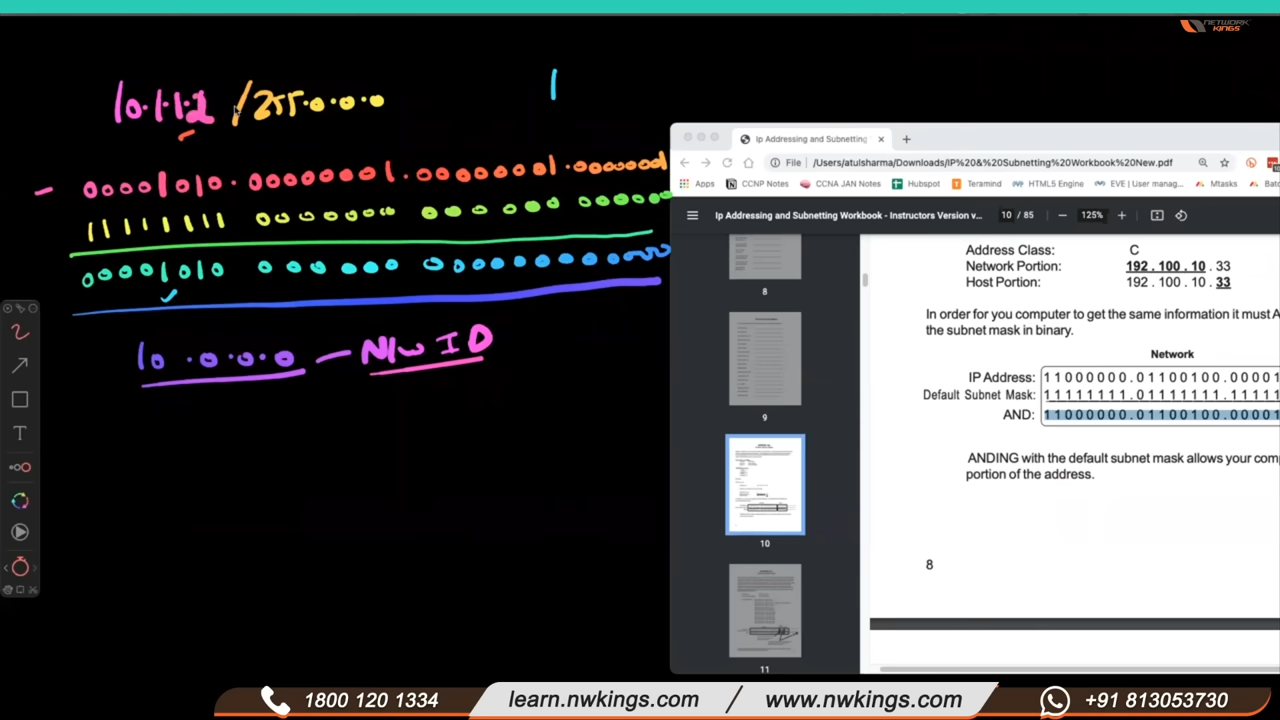 NETWORK
KINGS
10.1.1.2 /255.0.0.0
00001010.00000001.00000001.000000
11111111 00000000 00000000 000000
00001010 000000
10.0.0.0 - N/w ID
Ip Addressing and Subnetting
File /Users/atulsharma/Downloads/IP%20&%20Subnetting%20Workbook%20New.pdf
Apps CCNP Notes CCNA JAN Notes Hubspot Teramind HTML5 Engine EVE | User manag... Mtasks Bato
Ip Addressing and Subnetting Workbook - Instructors Version v... 10 / 85 125%
8
9
10
11
Address Class: C
Network Portion: 192 . 100 . 10 . 33
Host Portion: 192 . 100 . 10 . 33
In order for you computer to get the same information it must A
the subnet mask in binary.
Network
IP Address: 11000000.01100100.00001
Default Subnet Mask: 11111111.01111111.11111
AND: 11000000.01100100.00001
ANDING with the default subnet mask allows your com
portion of the address.
8
1800 120 1334 learn.nwkings.com / www.nwkings.com +91 813053730